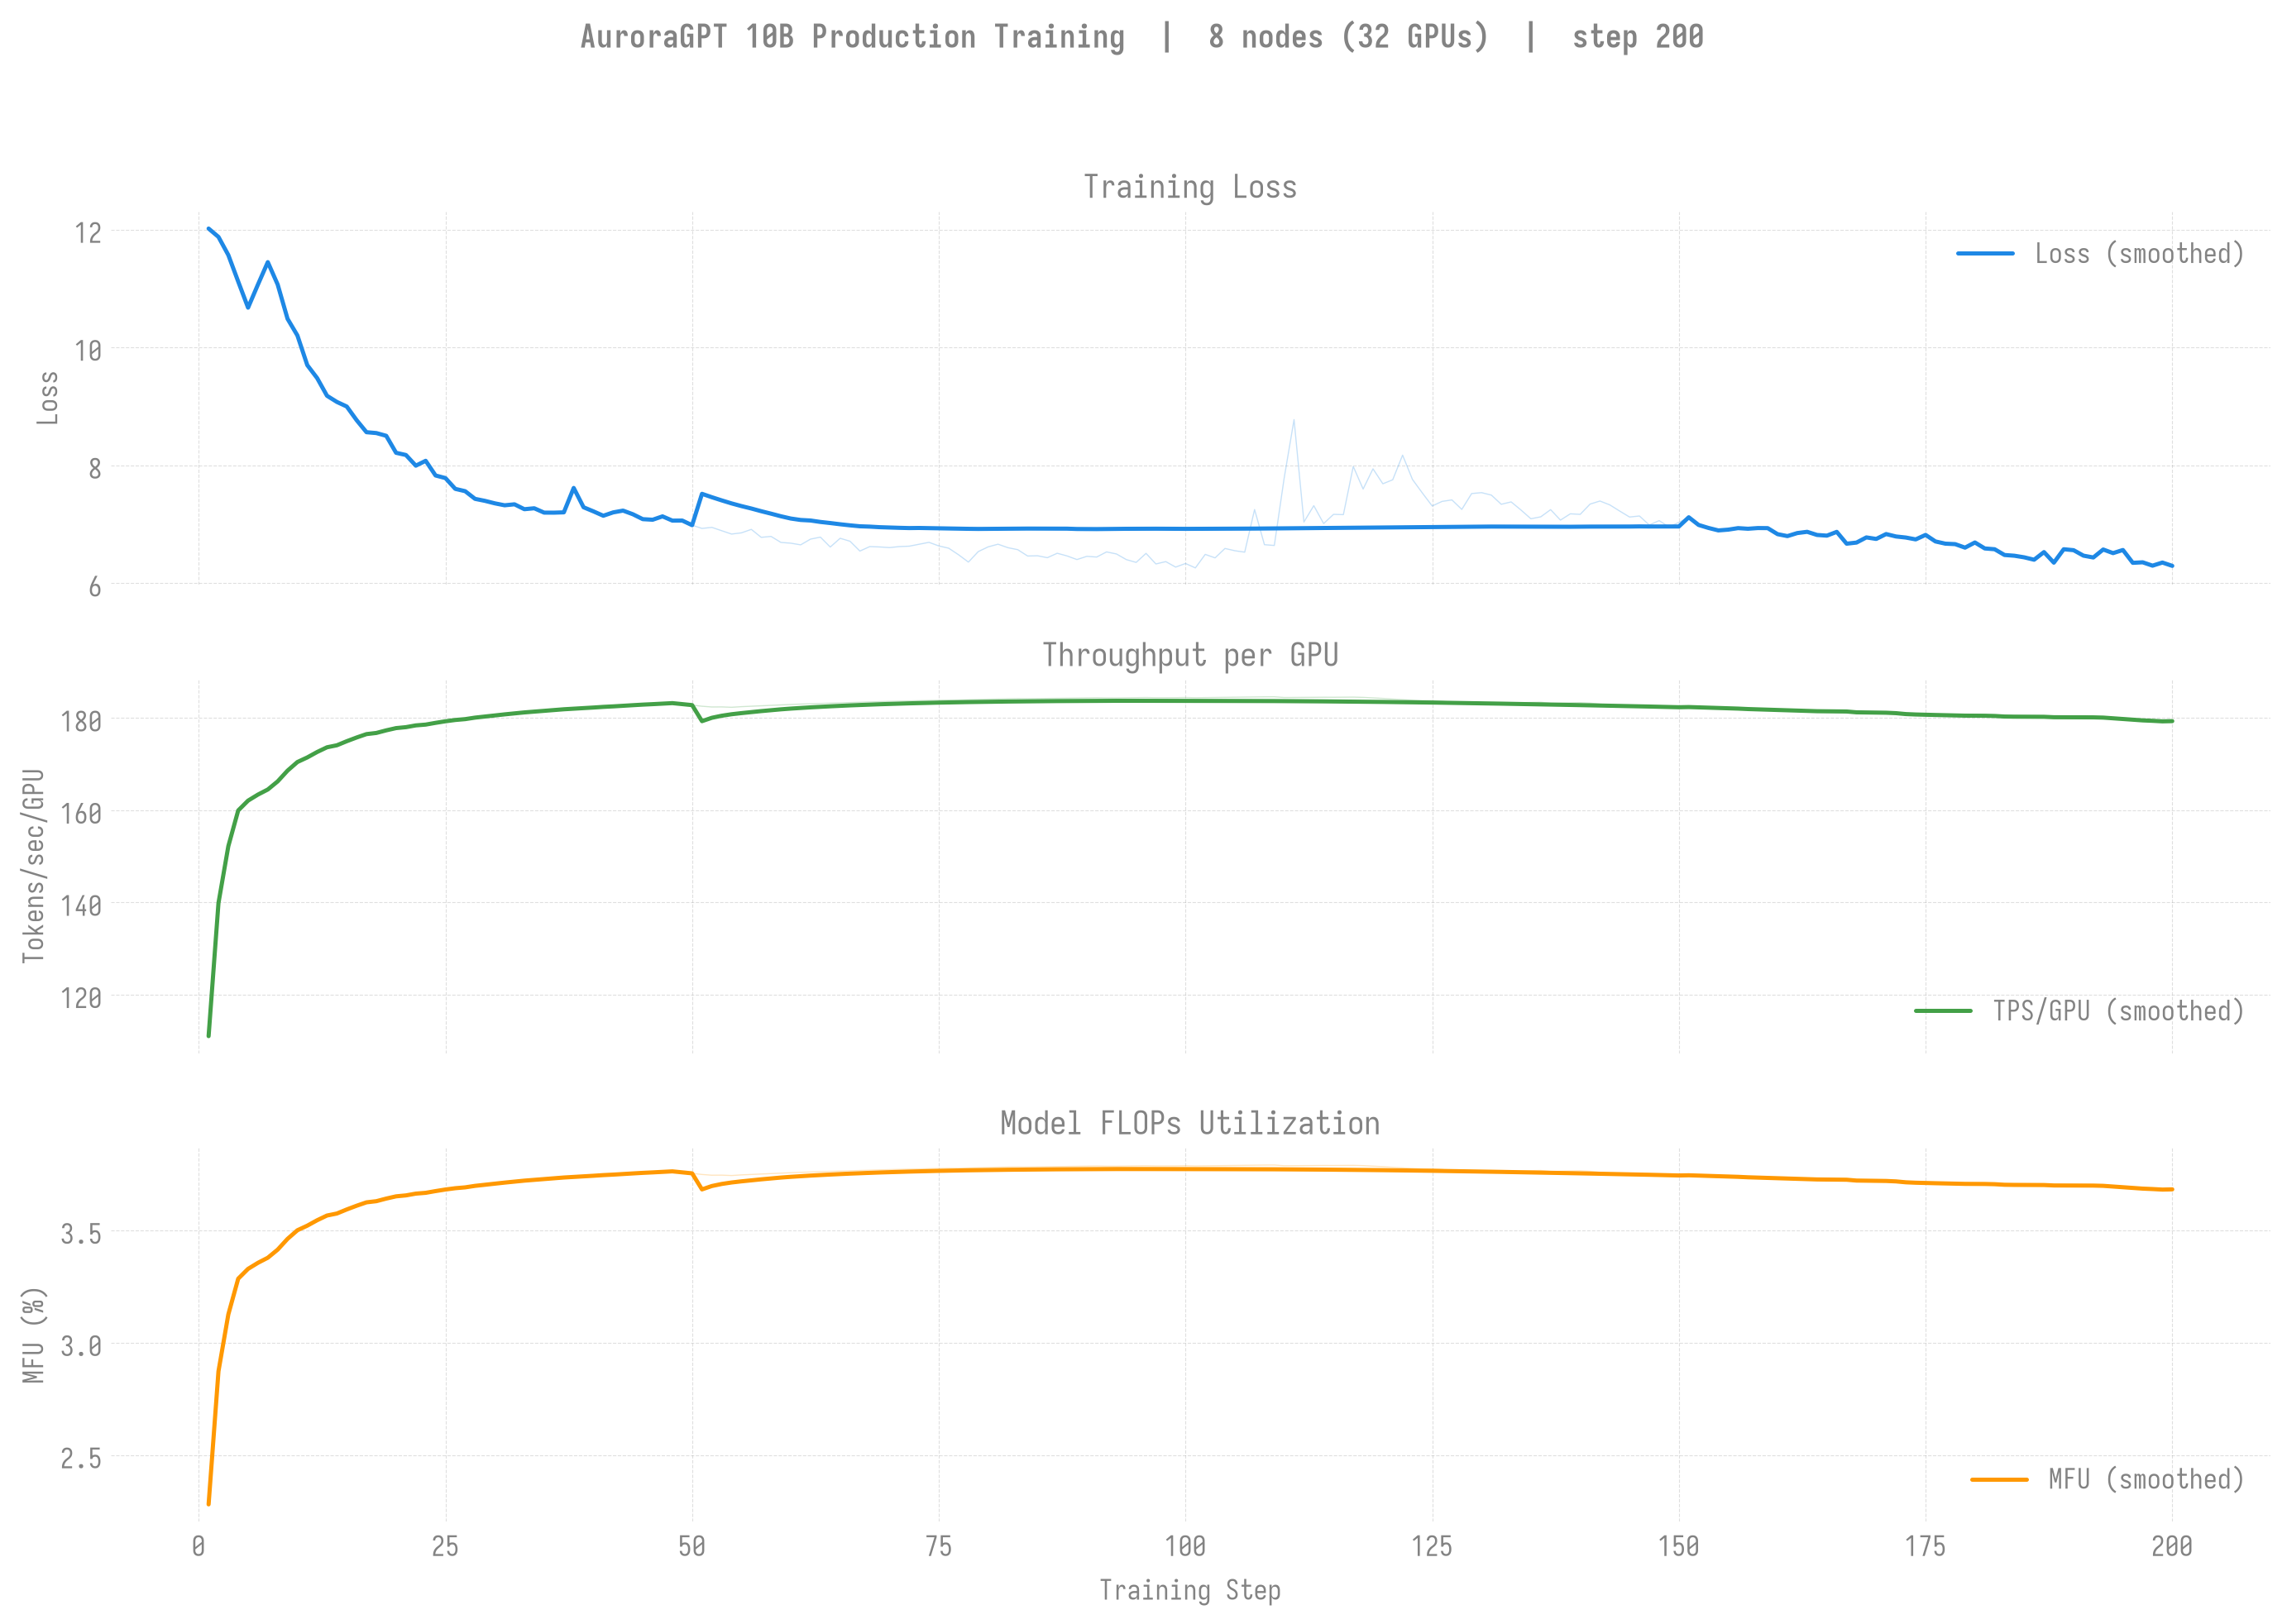 AuroraGPT 10B Production Training | 8 nodes (32 GPUs) | step 200
Training Loss
12
10
8
6
Loss
Loss (smoothed)
Throughput per GPU
180
160
140
120
Tokens/sec/GPU
TPS/GPU (smoothed)
Model FLOPs Utilization
3.5
3.0
2.5
MFU (%)
MFU (smoothed)
0 25 50 75 100 125 150 175 200
Training Step